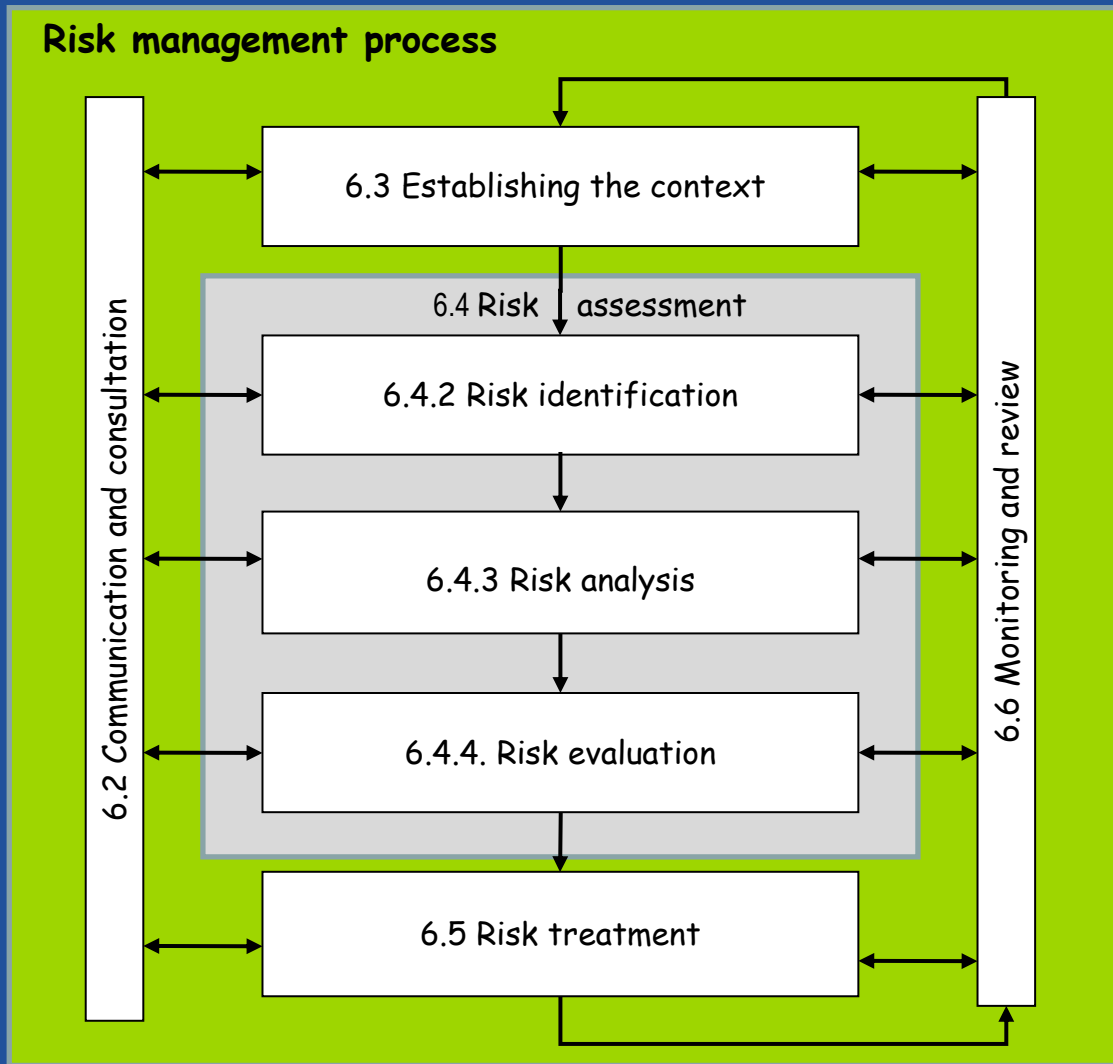 Risk management process
6.2 Communication and consultation
6.3 Establishing the context
6.4 Risk assessment
6.4.2 Risk identification
6.4.3 Risk analysis
6.4.4. Risk evaluation
6.5 Risk treatment
6.6 Monitoring and review